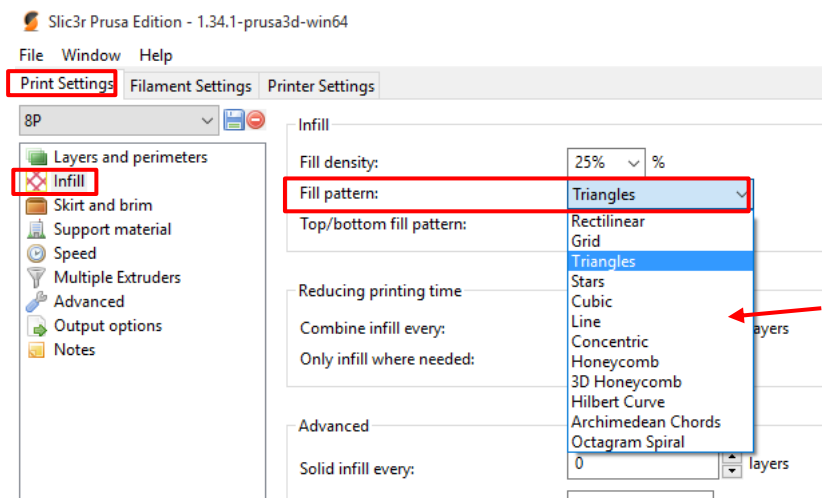 Slic3r Prusa Edition - 1.34.1-prusa3d-win64
File Window Help
Print Settings Filament Settings Printer Settings
8P
Layers and perimeters
Infill
Skirt and brim
Support material
Speed
Multiple Extruders
Advanced
Output options
Notes
Infill
Fill density: 25% %
Fill pattern: Triangles
Top/bottom fill pattern:
Rectilinear
Grid
Triangles
Stars
Cubic
Line
Concentric
Honeycomb
3D Honeycomb
Hilbert Curve
Archimedean Chords
Octagram Spiral
Reducing printing time
Combine infill every: ayers
Only infill where needed:
Advanced
Solid infill every: 0 layers